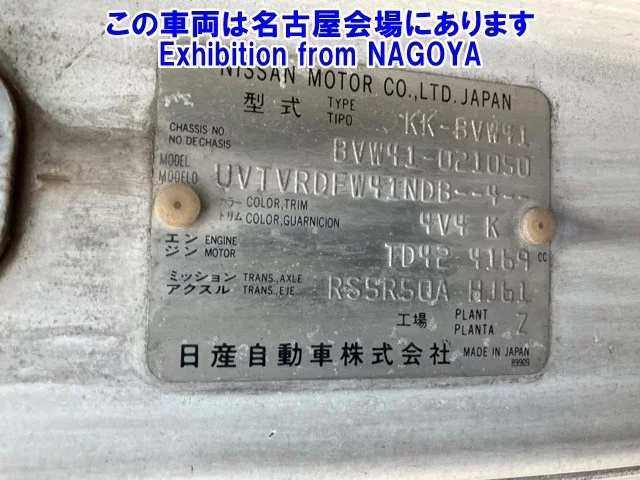 この車両は名古屋会場にあります
Exhibition from NAGOYA
NISSAN MOTOR CO.,LTD.JAPAN
型式 TYPE TIPO KK-BVW41
CHASSIS NO NO.DECHASIS BVW41-021050
MODEL MODELO UVTVRDFW41NDB--4--
カラー COLOR,TRIM
トリム COLOR,GUARNICION 4V4 K
エン ENGINE
ジン MOTOR TD42 4169 cc
ミッション TRANS.,AXLE
アクスル TRANS.,EJE RS5R50A HJ61
工場 PLANT PLANTA Z
日産自動車株式会社 MADE IN JAPAN
89909